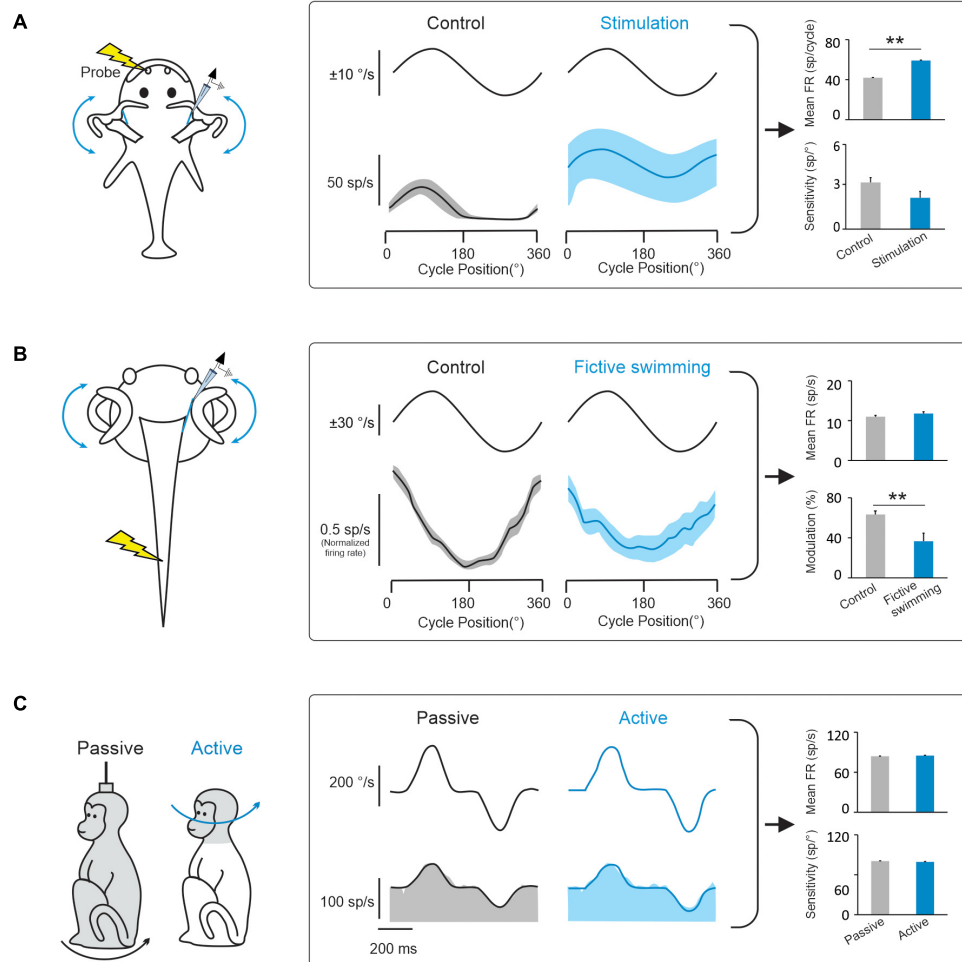 A
Probe
Control
Stimulation
±10 °/s
50 sp/s
0
180
360
0
180
360
Cycle Position(°)
Cycle Position(°)
Mean FR (sp/cycle)
80
40
0
**
Sensitivity (sp/°)
6
3
0
Control
Stimulation
B
Control
Fictive swimming
±30 °/s
0.5 sp/s
(Normalized
firing rate)
0
180
360
0
180
360
Cycle Position(°)
Cycle Position(°)
Mean FR (sp/s)
20
10
0
Modulation (%)
80
40
0
**
Control
Fictive
swimming
C
Passive
Active
Passive
Active
200 °/s
100 sp/s
200 ms
Mean FR (sp/s)
120
60
0
Sensitivity (sp/°)
120
60
0
Passive
Active